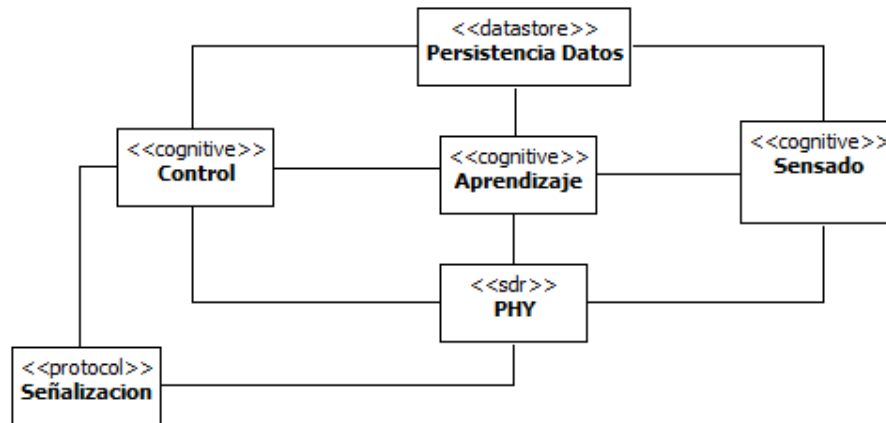 <<datastore>>
Persistencia Datos
<<cognitive>>
Control
<<cognitive>>
Aprendizaje
<<cognitive>>
Sensado
<<sdr>>
PHY
<<protocol>>
Señalizacion